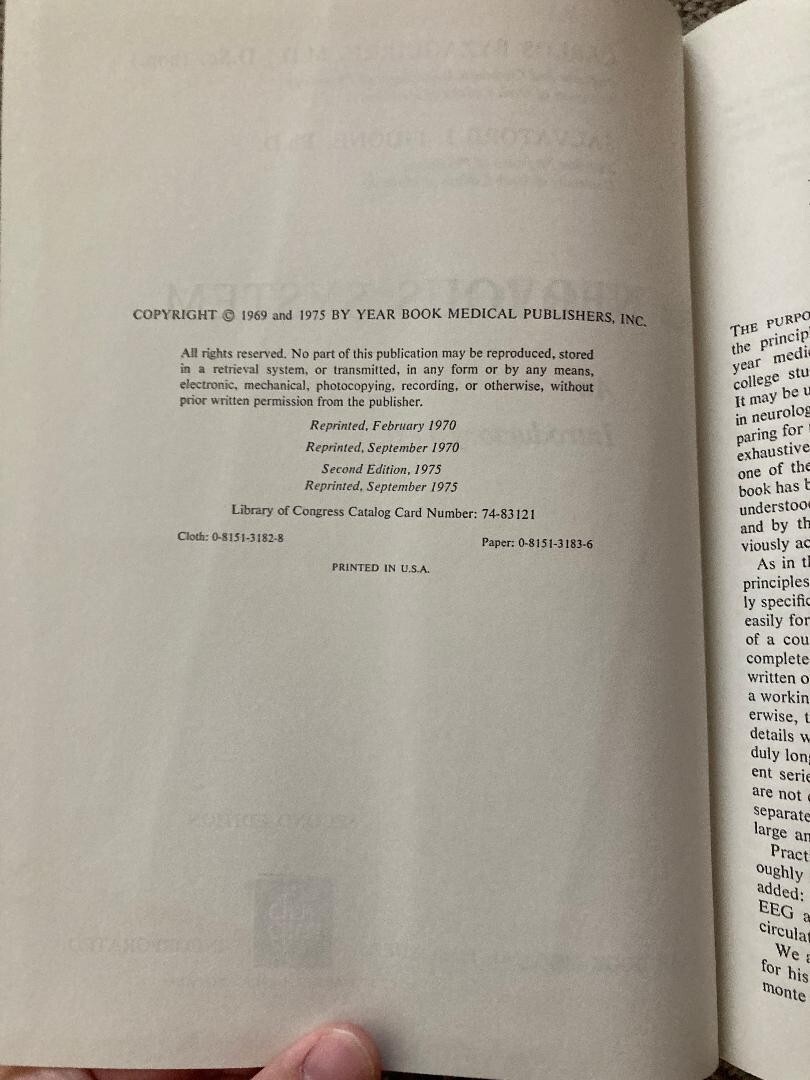 COPYRIGHT © 1969 and 1975 BY YEAR BOOK MEDICAL PUBLISHERS, INC.
All rights reserved. No part of this publication may be reproduced, stored
in a retrieval system, or transmitted, in any form or by any means,
electronic, mechanical, photocopying, recording, or otherwise, without
prior written permission from the publisher.
Reprinted, February 1970
Reprinted, September 1970
Second Edition, 1975
Reprinted, September 1975
Library of Congress Catalog Card Number: 74-83121
Cloth: 0-8151-3182-8
Paper: 0-8151-3183-6
PRINTED IN U.S.A.
THE PURPO
the princip
year medi
college stu
It may be u
in neurolog
paring for
exhaustive
one of the
book has b
understoo
and by th
viously ac
As in t
principles
ly specific
easily for
of a cou
complete
written o
a workin
erwise, t
details w
duly lon
ent serie
are not
separate
large an
Pract
oughly
added:
EEG a
circulat
We a
for his
monte